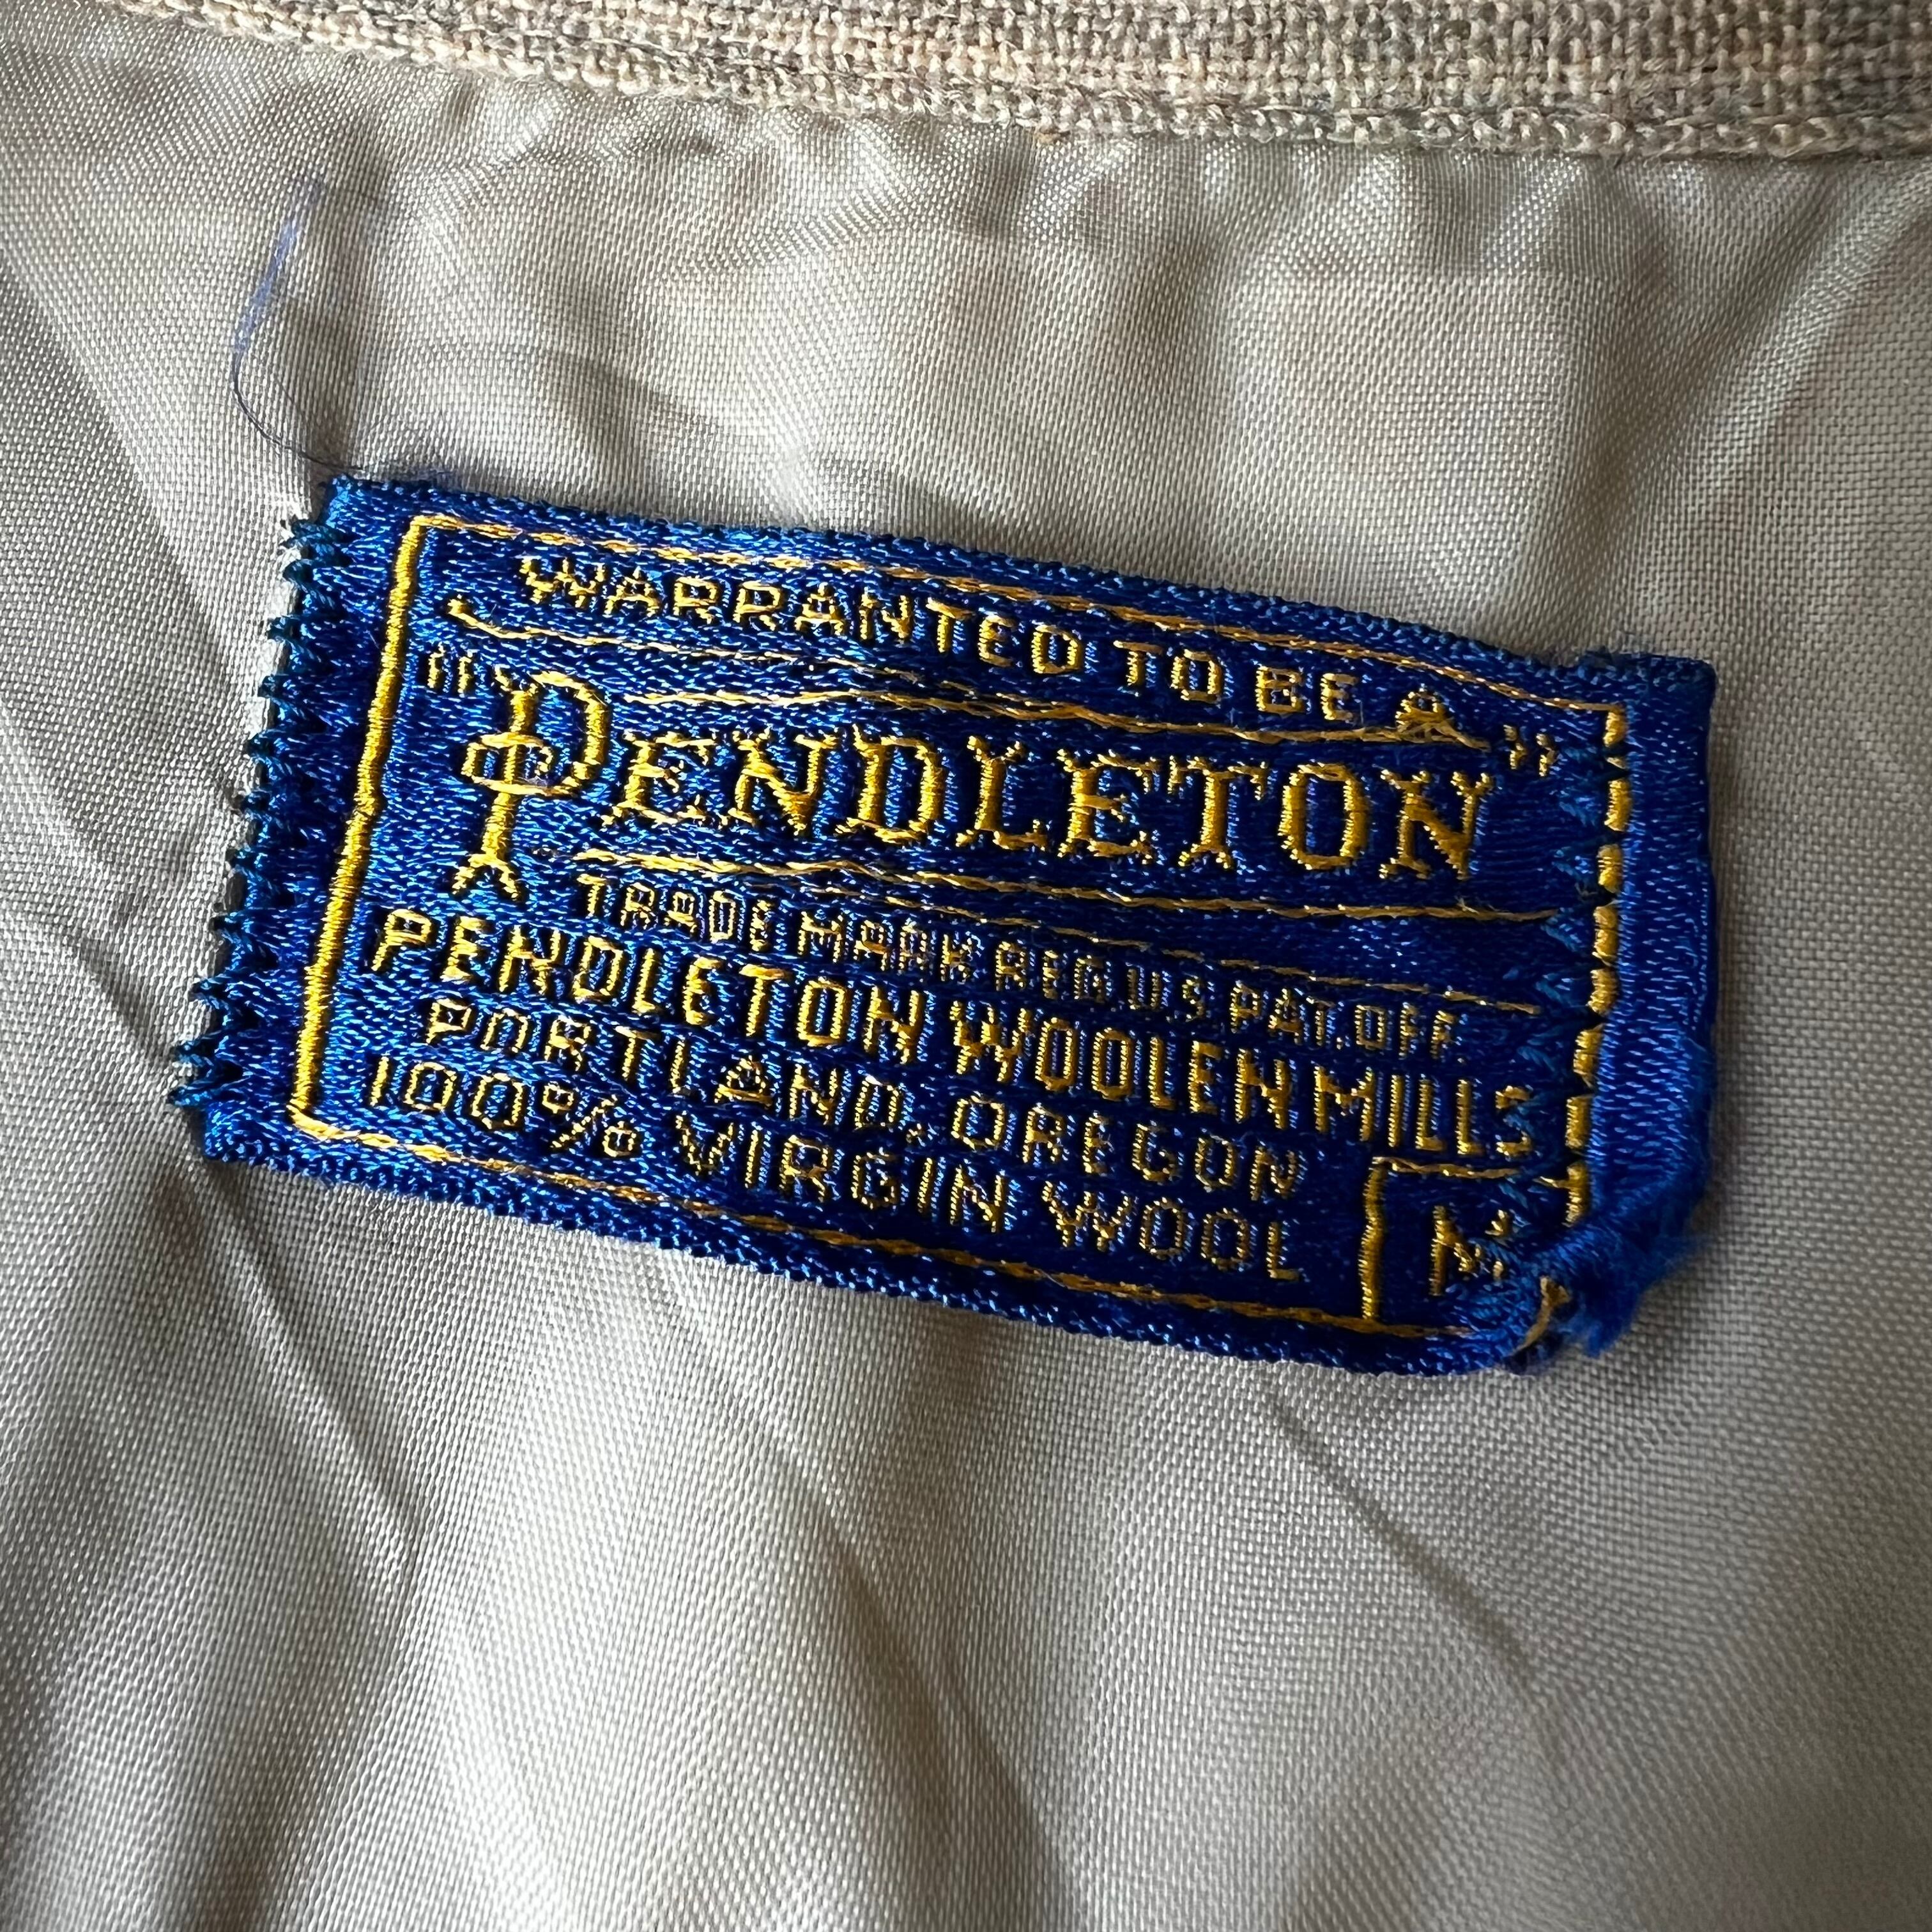 WARRANTED TO BE A
"PENDLETON"
TRADE MARK REG. U.S. PAT. OFF.
PENDLETON WOOLEN MILLS
PORTLAND, OREGON
100% VIRGIN WOOL
M